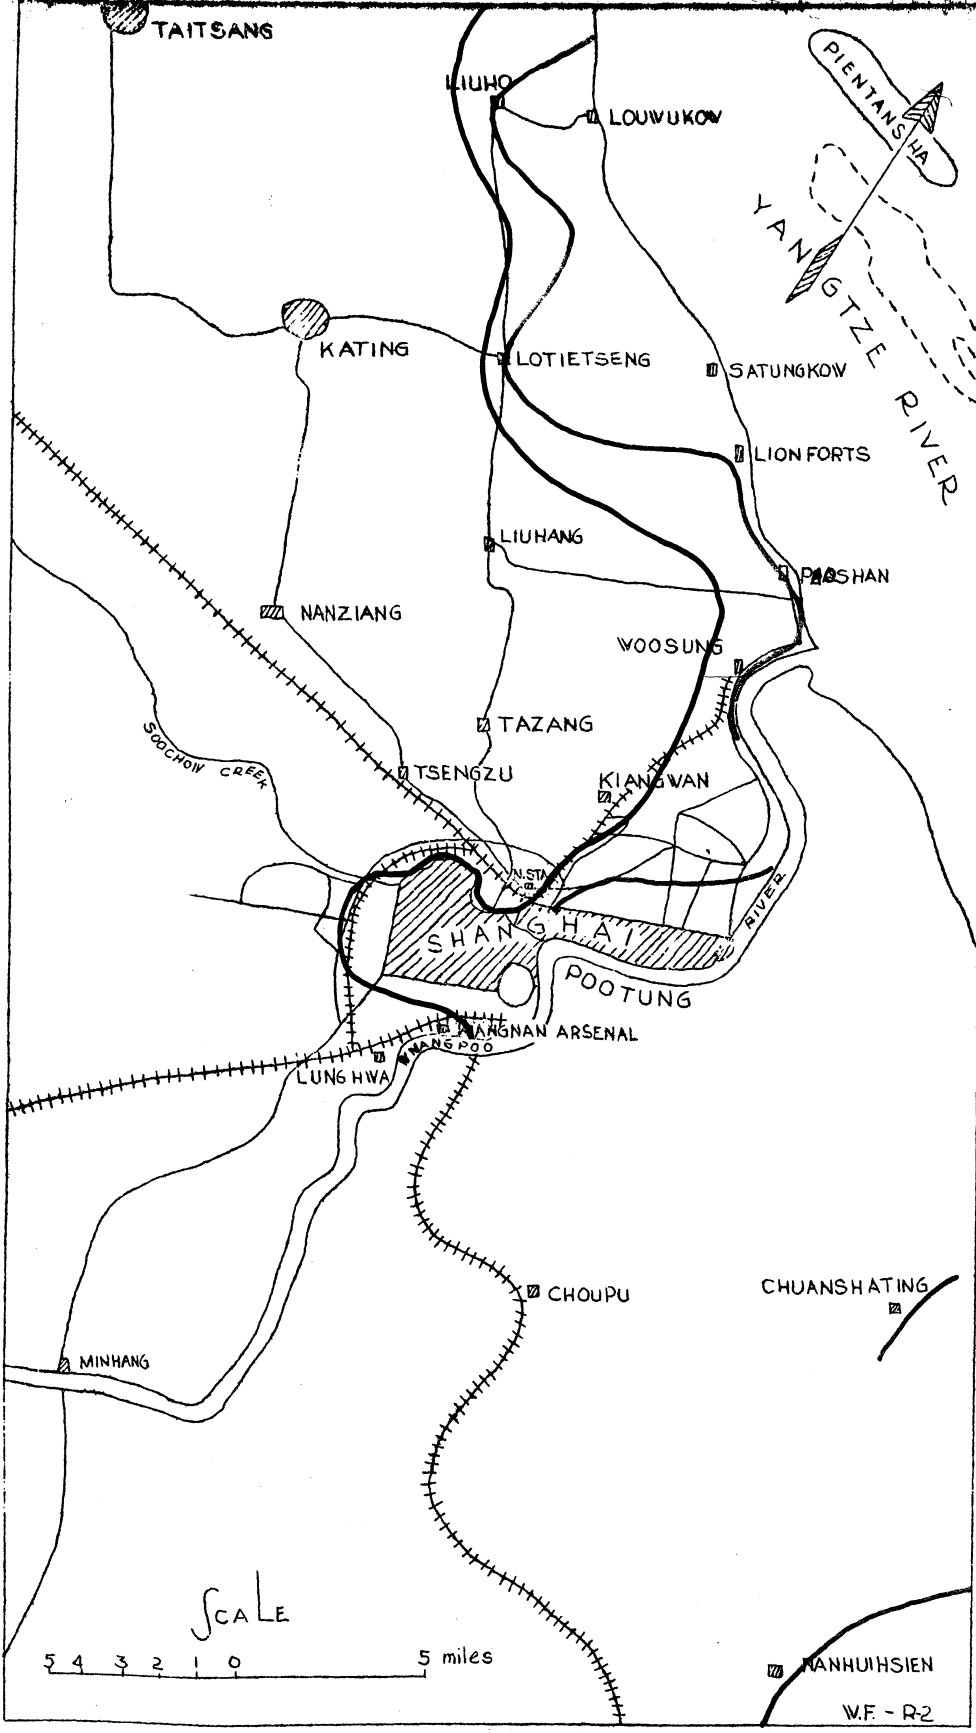 TAITSANG
LIUHO
LOUWUKOW
PIENTANSHA
YANGTZE RIVER
KATING
LOTIETSENG
SATUNGKOW
LION FORTS
LIUHANG
PAOSHAN
NANZIANG
WOOSUNG
TAZANG
SOOCHOW CREEK
TSENGZU
KIANGWAN
N. STA.
RIVER
SHANGHAI
POOTUNG
KIANGNAN ARSENAL
WHANGPOO
LUNGHWA
CHOUPU
CHUANSHATING
MINHANG
SCALE
5 4 3 2 1 0 5 miles
NANHUIHSIEN
W.F. - R-2